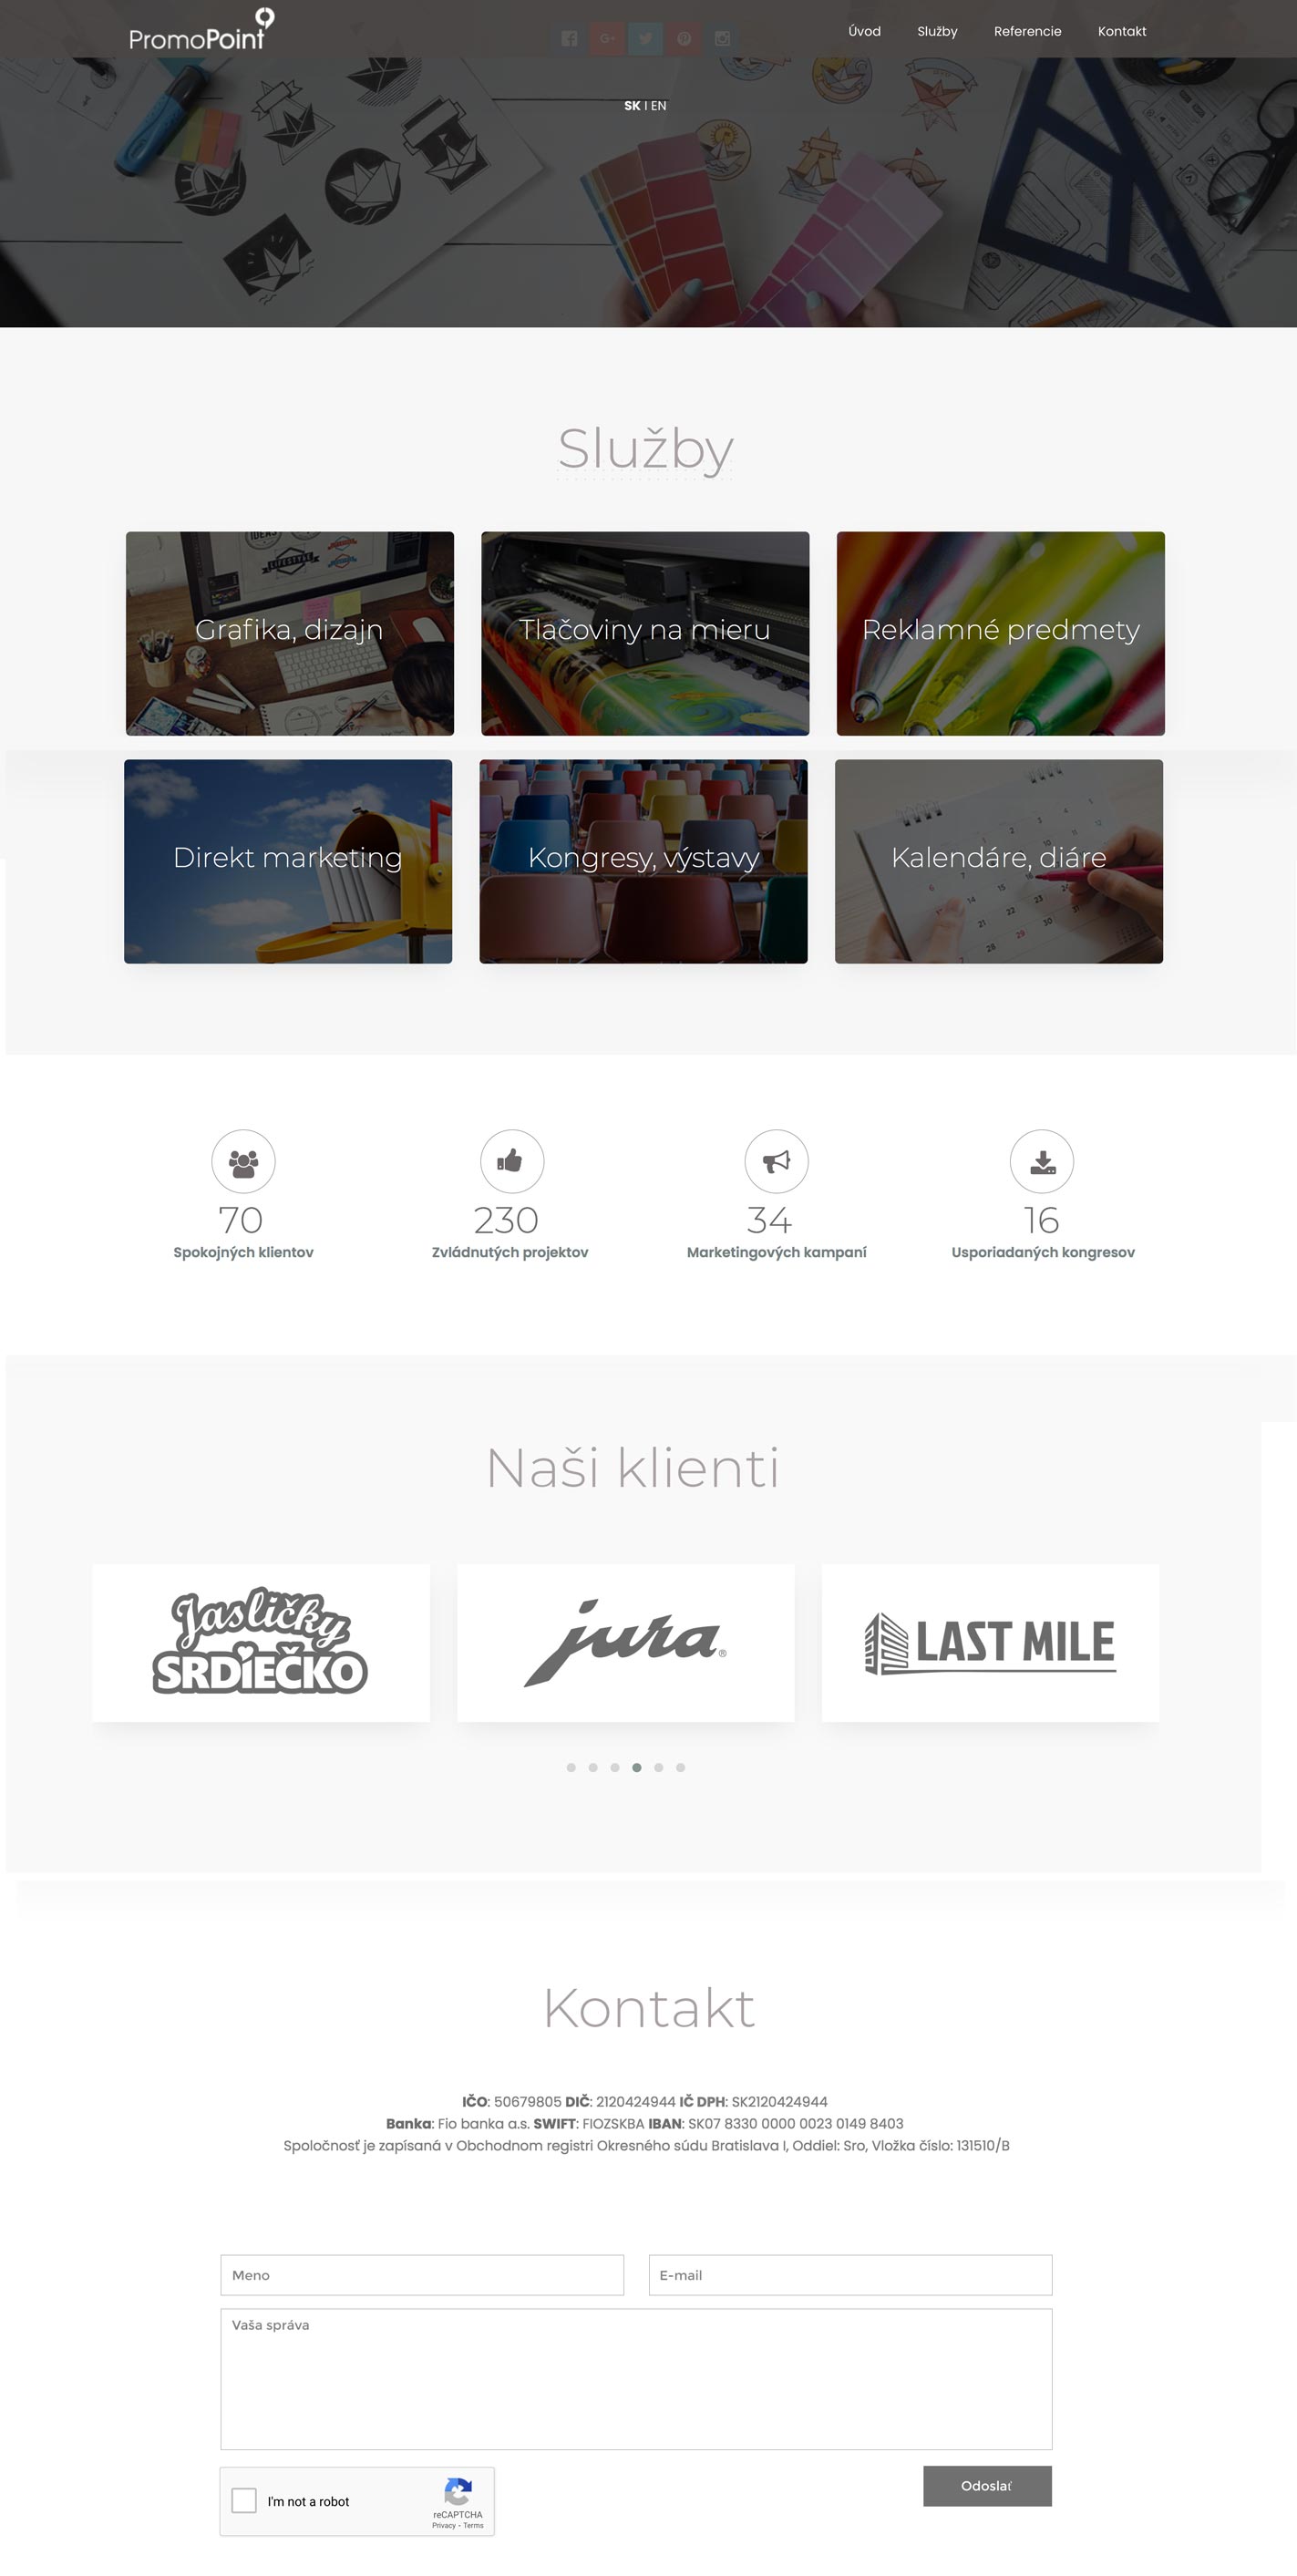 PromoPoint
Úvod Služby Referencie Kontakt
SK | EN
Služby
IDEAS
LIFESTYLE
Grafika, dizajn
Tlačoviny na mieru
Reklamné predmety
Direkt marketing
Kongresy, výstavy
Kalendáre, diáre
70
Spokojných klientov
230
Zvládnutých projektov
34
Marketingových kampaní
16
Usporiadaných kongresov
Naši klienti
Jasličky
SRDiEČKO
jura®
LAST MILE
Kontakt
IČO: 50679805 DIČ: 2120424944 IČ DPH: SK2120424944
Banka: Fio banka a.s. SWIFT: FIOZSKBA IBAN: SK07 8330 0000 0023 0149 8403
Spoločnosť je zapísaná v Obchodnom registri Okresného súdu Bratislava I, Oddiel: Sro, Vložka číslo: 131510/B
Meno
E-mail
Vaša správa
I'm not a robot
reCAPTCHA
Privacy - Terms
Odoslať